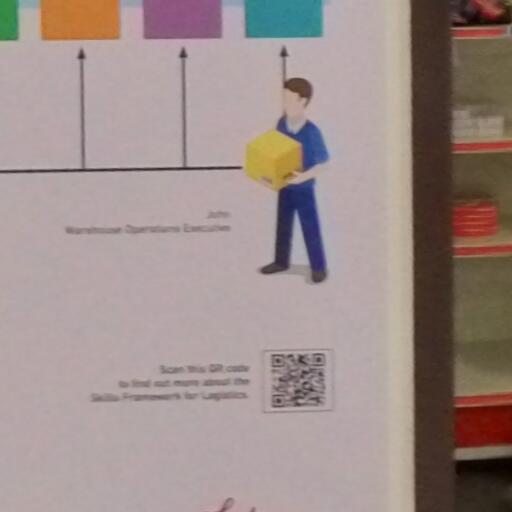 John
Warehouse Operations Executive
Scan this QR code
to find out more about the
Skills Framework for Logistics.